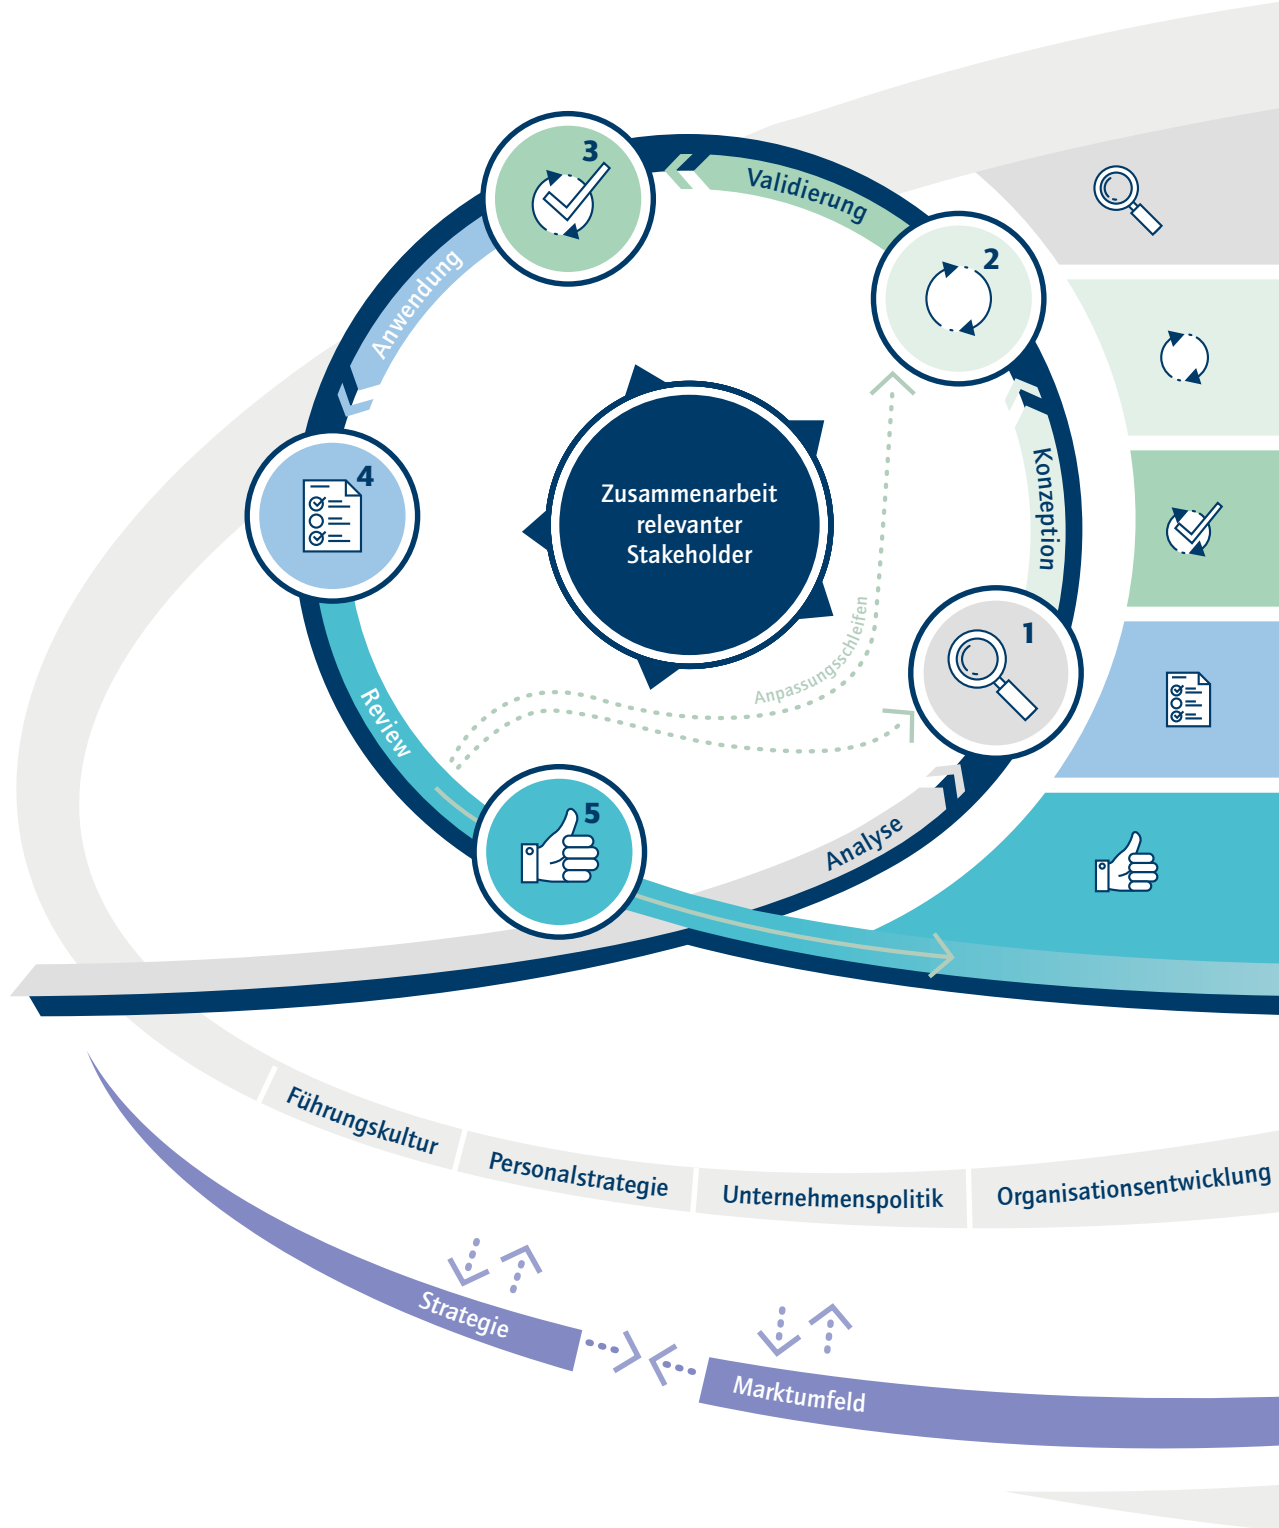 3
Validierung
2
Anwendung
4
Zusammenarbeit
relevanter
Stakeholder
Konzeption
1
Anpassungsschleifen
Review
5
Analyse
Führungskultur
Personalstrategie
Unternehmenspolitik
Organisationsentwicklung
Strategie
Marktumfeld